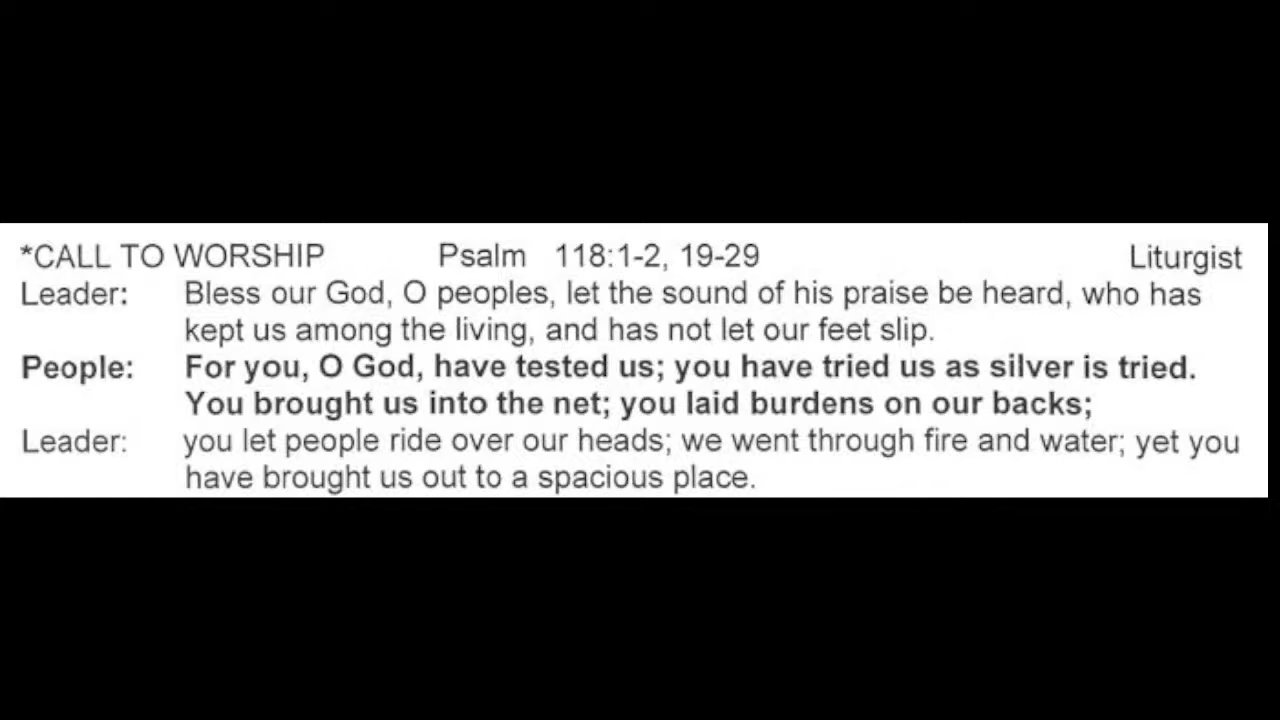 *CALL TO WORSHIP Psalm 118:1-2, 19-29 Liturgist
Leader: Bless our God, O peoples, let the sound of his praise be heard, who has
kept us among the living, and has not let our feet slip.
People: For you, O God, have tested us; you have tried us as silver is tried.
You brought us into the net; you laid burdens on our backs;
Leader: you let people ride over our heads; we went through fire and water; yet you
have brought us out to a spacious place.